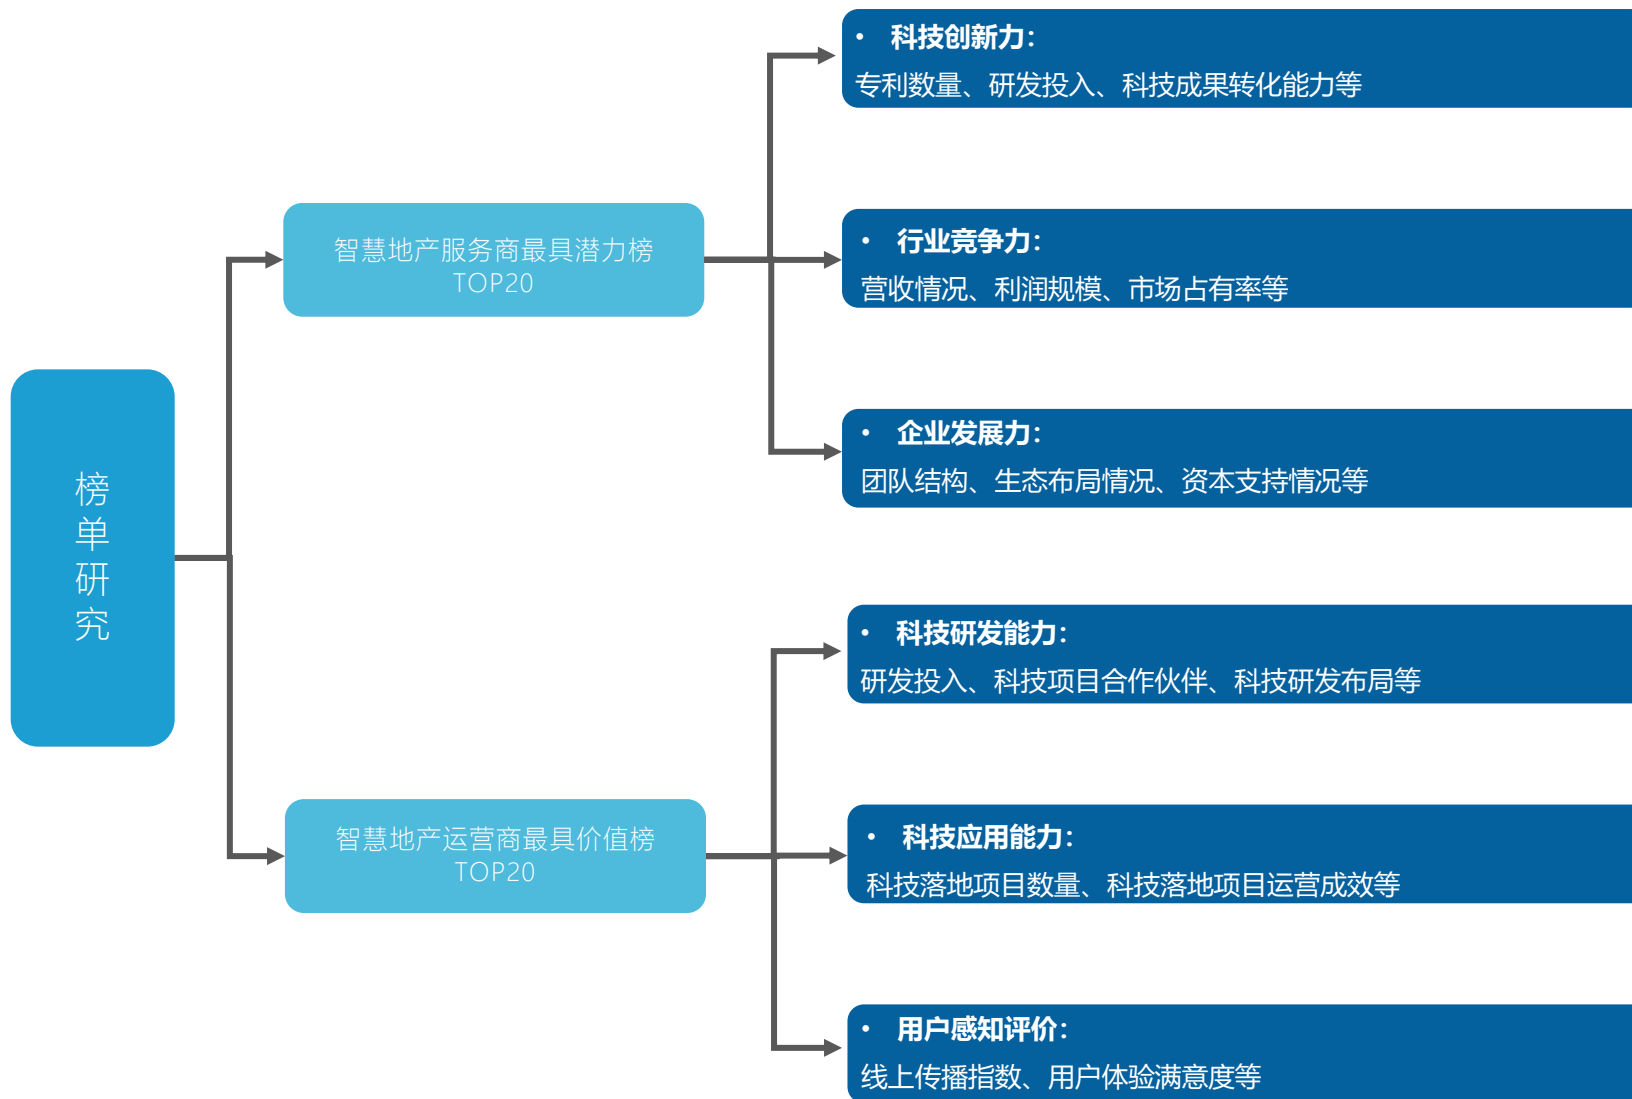 榜
单
研
究
智慧地产服务商最具潜力榜
TOP20
• 科技创新力：
专利数量、研发投入、科技成果转化能力等
• 行业竞争力：
营收情况、利润规模、市场占有率等
• 企业发展力：
团队结构、生态布局情况、资本支持情况等
智慧地产运营商最具价值榜
TOP20
• 科技研发能力：
研发投入、科技项目合作伙伴、科技研发布局等
• 科技应用能力：
科技落地项目数量、科技落地项目运营成效等
• 用户感知评价：
线上传播指数、用户体验满意度等